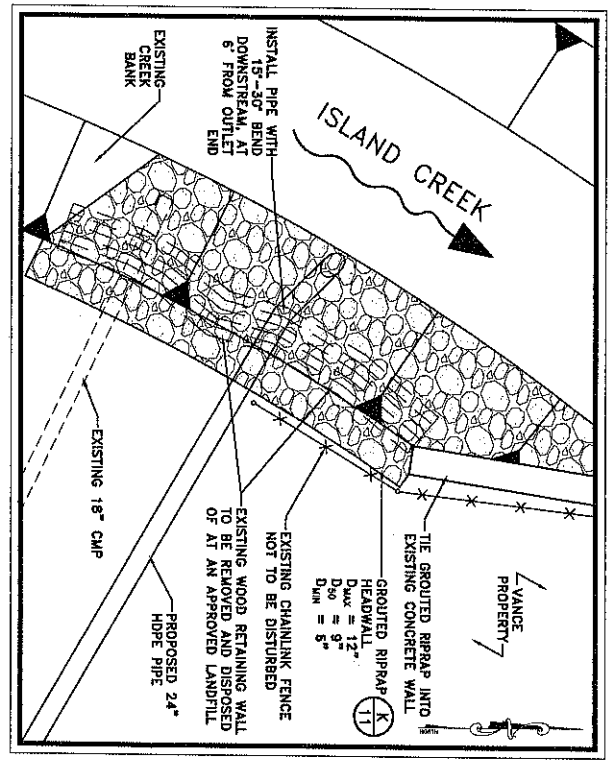 INSTALL PIPE WITH
15°-30° BEND
DOWNSTREAM, AT
6' FROM OUTLET
END
EXISTING
CREEK
BANK
ISLAND CREEK
VANCE
PROPERTY
TIE GROUTED RIPRAP INTO
EXISTING CONCRETE WALL
GROUTED RIPRAP
HEADWALL
DMAX = 12"
D50 = 9"
DMIN = 5"
K
11
EXISTING CHAINLINK FENCE
NOT TO BE DISTURBED
EXISTING WOOD RETAINING WALL
TO BE REMOVED AND DISPOSED
OF AT AN APPROVED LANDFILL
PROPOSED 24"
HDPE PIPE
EXISTING 18" CMP
NORTH